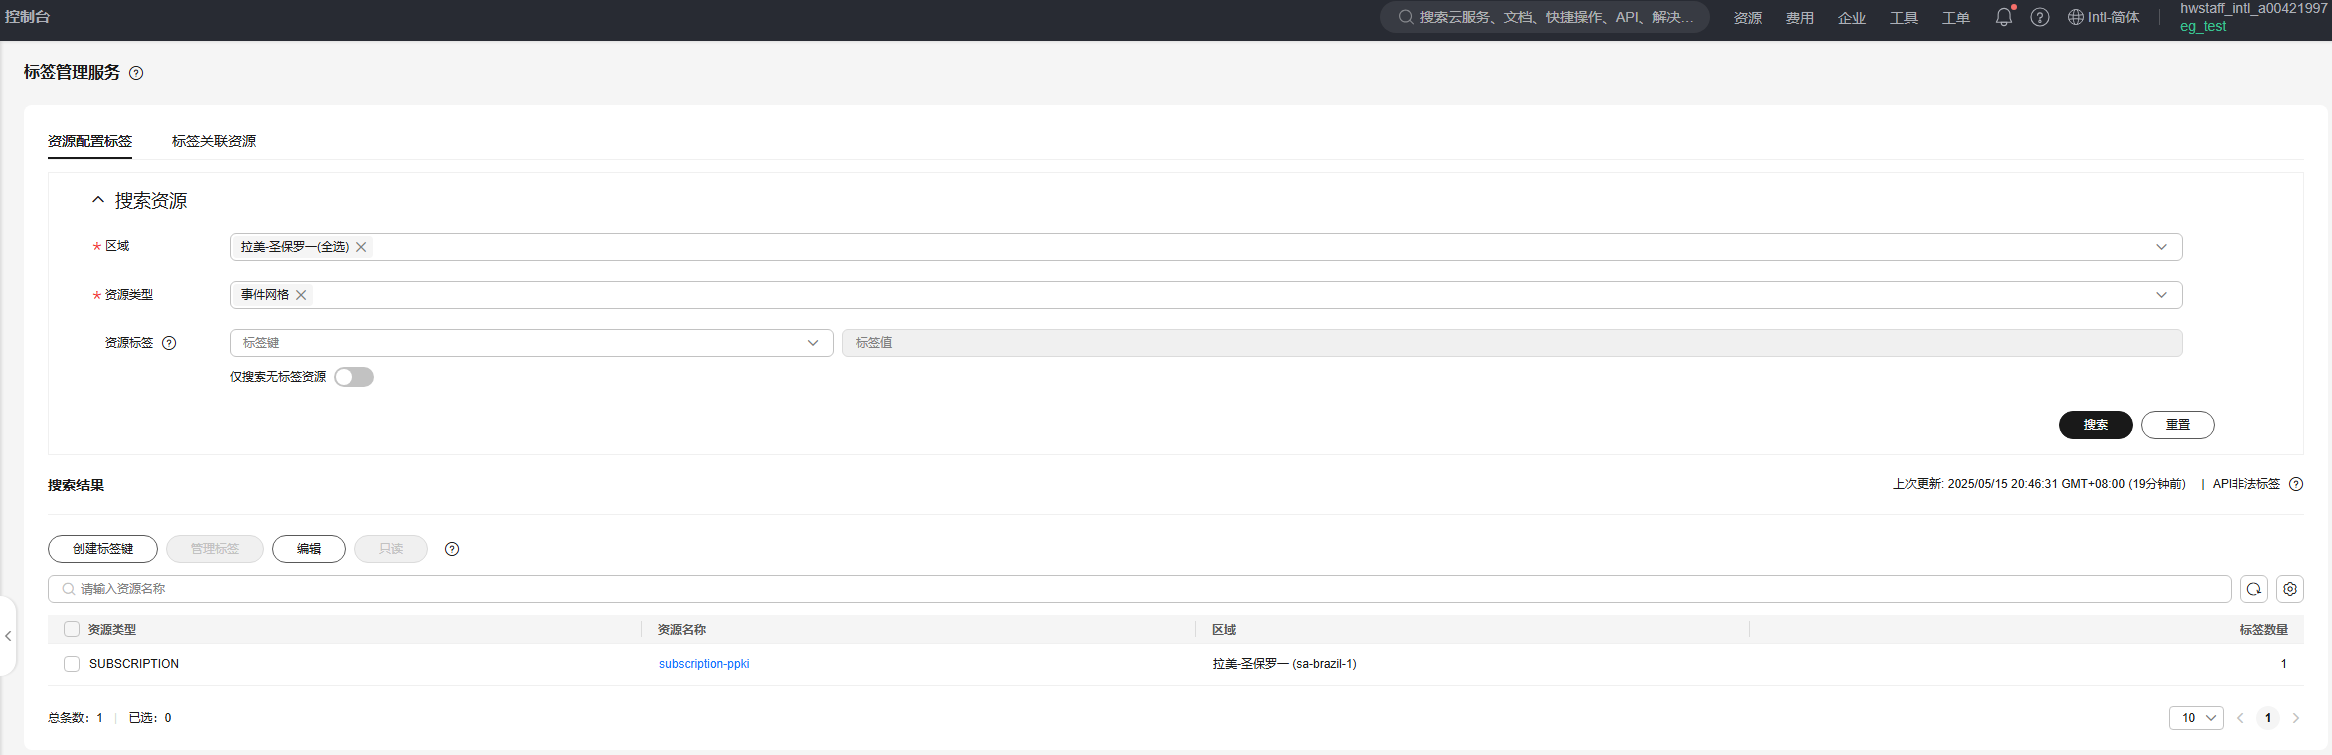 控制台
搜索云服务、文档、快捷操作、API、解决... 资源 费用 企业 工具 工单 Intl-简体 hwstaff_intl_a00421997
eg_test
标签管理服务
资源配置标签 标签关联资源
搜索资源
* 区域 拉美-圣保罗一(全选)
* 资源类型 事件网格
资源标签 标签键 标签值
仅搜索无标签资源
搜索 重置
搜索结果 上次更新: 2025/05/15 20:46:31 GMT+08:00 (19分钟前) | API非法标签
创建标签键 管理标签 编辑 只读
请输入资源名称
资源类型 资源名称 区域 标签数量
SUBSCRIPTION subscription-ppki 拉美-圣保罗一 (sa-brazil-1) 1
总条数: 1 已选: 0 10 1